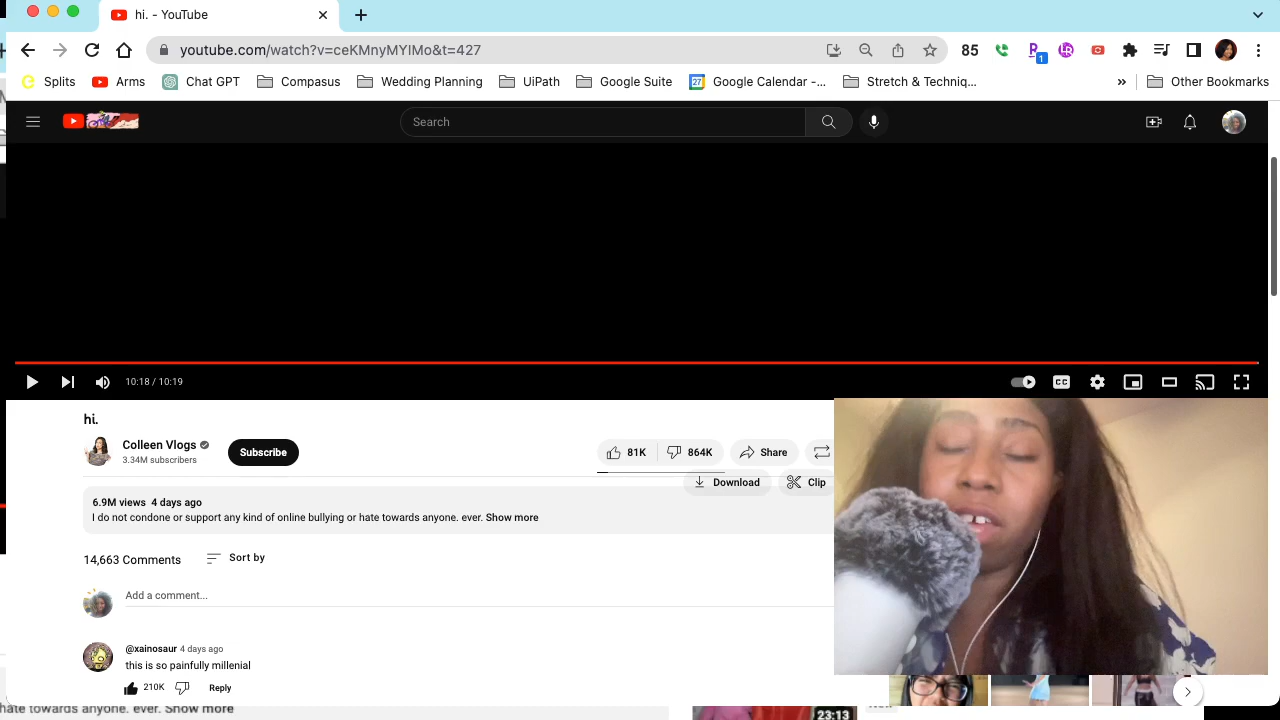 hi. - YouTube
youtube.com/watch?v=ceKMnyMYIMo&t=427
85
1
Splits
Arms
Chat GPT
Compasus
Wedding Planning
UiPath
Google Suite
27
Google Calendar -...
Stretch & Techniq...
»
Other Bookmarks
Search
10:18 / 10:19
CC
hi.
Colleen Vlogs
3.34M subscribers
Subscribe
81K
864K
Share
Download
Clip
6.9M views 4 days ago
I do not condone or support any kind of online bullying or hate towards anyone. ever. Show more
14,663 Comments
Sort by
Add a comment...
@xainosaur 4 days ago
this is so painfully millenial
210K
Reply
hate towards anyone. ever. Show more
23:13